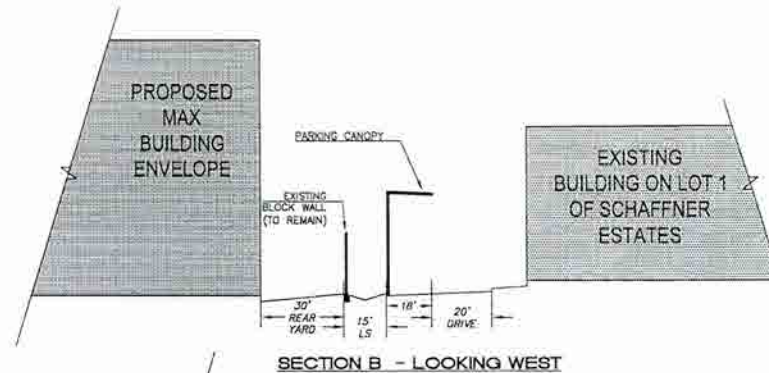 PROPOSED
MAX
BUILDING
ENVELOPE
PARKING CANOPY
EXISTING
BLOCK WALL
(TO REMAIN)
EXISTING
BUILDING ON LOT 1
OF SCHAFFNER
ESTATES
30'
REAR
YARD
15'
LS
18'
20'
DRIVE
SECTION B - LOOKING WEST